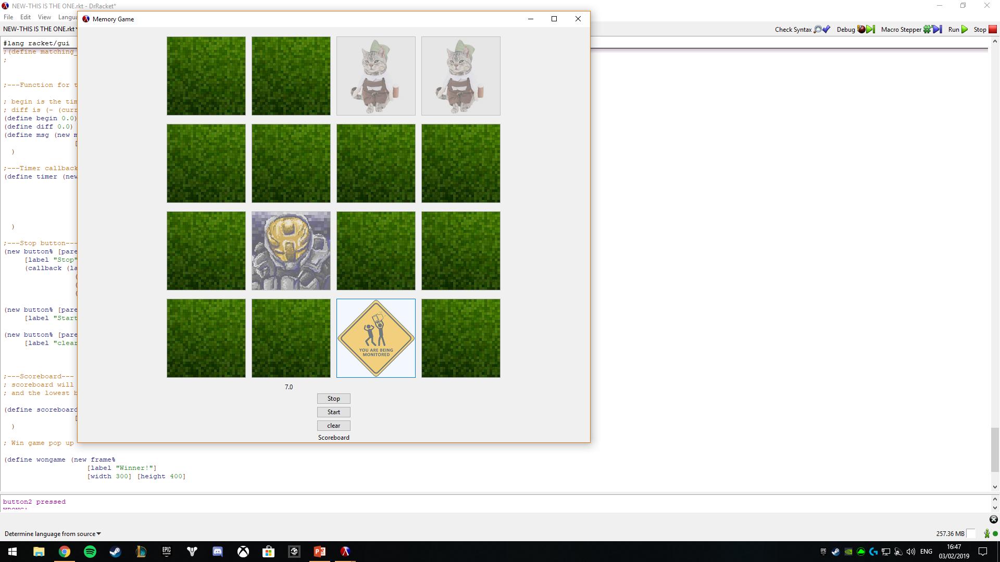 NEW-THIS IS THE ONE.rkt - DrRacket*
File Edit View
NEW-THIS IS THE ONE.rkt
Check Syntax Debug Macro Stepper Run Stop
Memory Game
#lang racket/gui
;(define matching_
;
;---Function for t
; begin is the tim
; diff is (- (curr
(define begin 0.0)
(define diff 0.0)
(define msg (new m
[
)
;---Timer callback
(define timer (new
)
;---Stop button---
(new button% [pare
[label "Stop"
(callback (la
(
(
(
(new button% [pare
[label "Start
(new button% [pare
[label "clear
;---Scoreboard---
; scoreboard will
; and the lowest b
(define scoreboard
[
)
; Win game pop up
(define wongame (new frame%
[label "Winner!"]
[width 300] [height 400]
YOU ARE BEING
MONITORED
7.0
Stop
Start
clear
Scoreboard
button2 pressed
Determine language from source
257.36 MB
EPIC
GAMES
ENG
16:47
03/02/2019